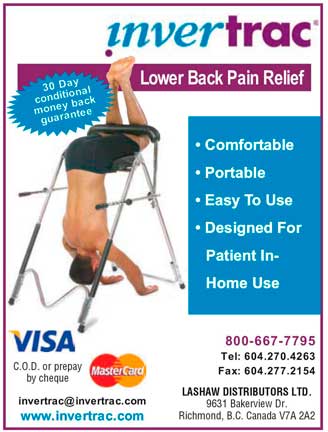 invertrac®
Lower Back Pain Relief
30 Day
conditional
money back
guarantee
• Comfortable
• Portable
• Easy To Use
• Designed For
Patient In-
Home Use
VISA
MasterCard
C.O.D. or prepay
by cheque
invertrac@invertrac.com
www.invertrac.com
800-667-7795
Tel: 604.270.4263
Fax: 604.277.2154
LASHAW DISTRIBUTORS LTD.
9631 Bakerview Dr.
Richmond, B.C. Canada V7A 2A2